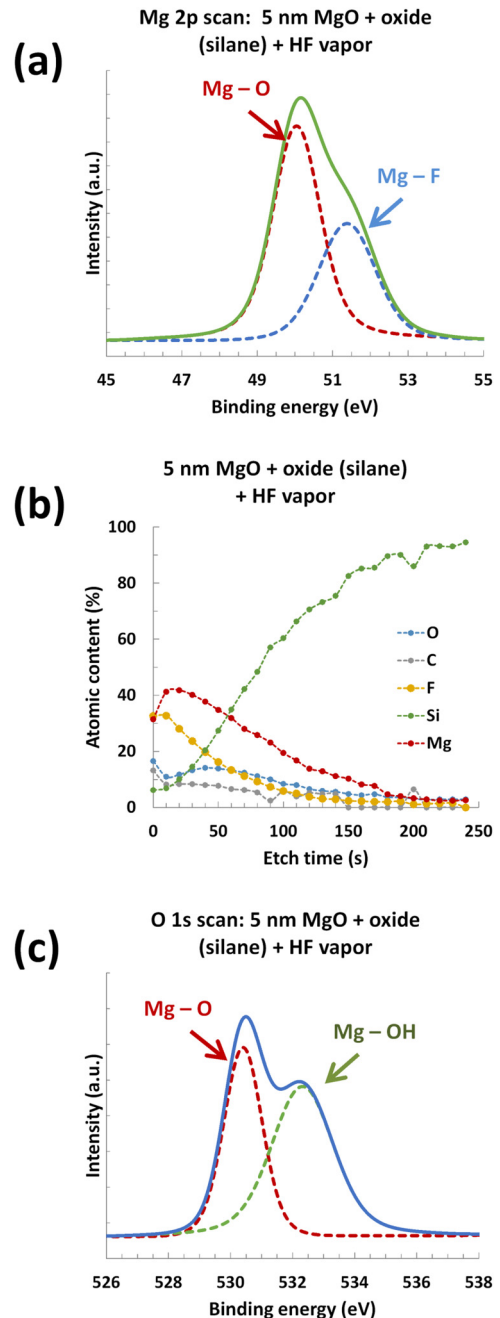 (a)
Mg 2p scan:  5 nm MgO + oxide
(silane) + HF vapor
Mg – O
Mg – F
Intensity (a.u.)
45 47 49 51 53 55
Binding energy (eV)
(b)
5 nm MgO + oxide (silane)
+ HF vapor
Atomic content (%)
100
80
60
40
20
0
O
C
F
Si
Mg
0 50 100 150 200 250
Etch time (s)
(c)
O 1s scan: 5 nm MgO + oxide
(silane) + HF vapor
Mg – O
Mg – OH
Intensity (a.u.)
526 528 530 532 534 536 538
Binding energy (eV)